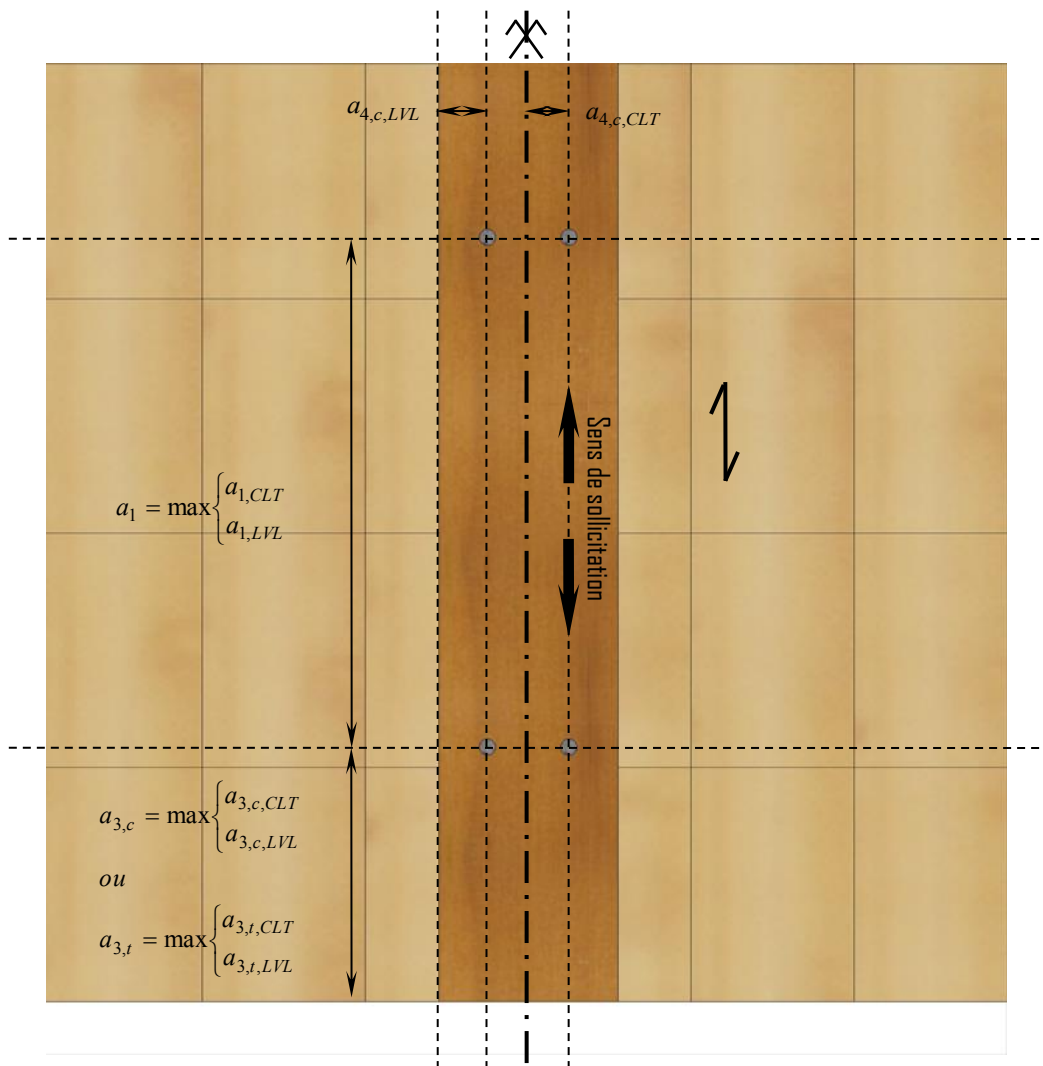 a4,c,LVL
a4,c,CLT
Sens de sollicitation
a1 = max{a1,CLT
a1,LVL
a3,c = max{a3,c,CLT
a3,c,LVL
ou
a3,t = max{a3,t,CLT
a3,t,LVL